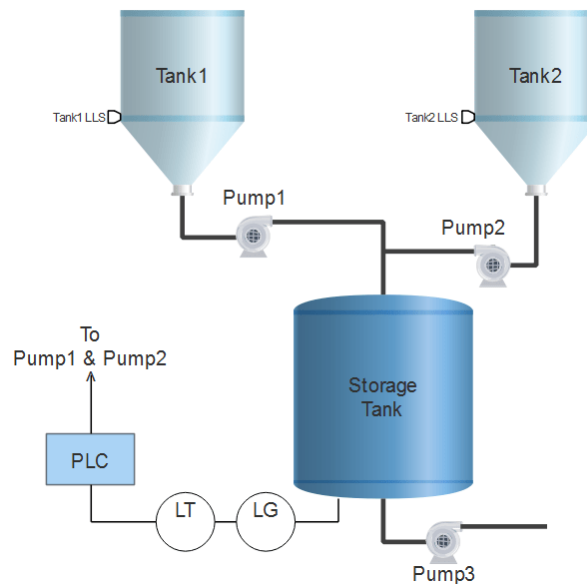 Tank1
Tank2
Tank1 LLS
Tank2 LLS
Pump1
Pump2
To
Pump1 & Pump2
Storage
Tank
PLC
LT
LG
Pump3